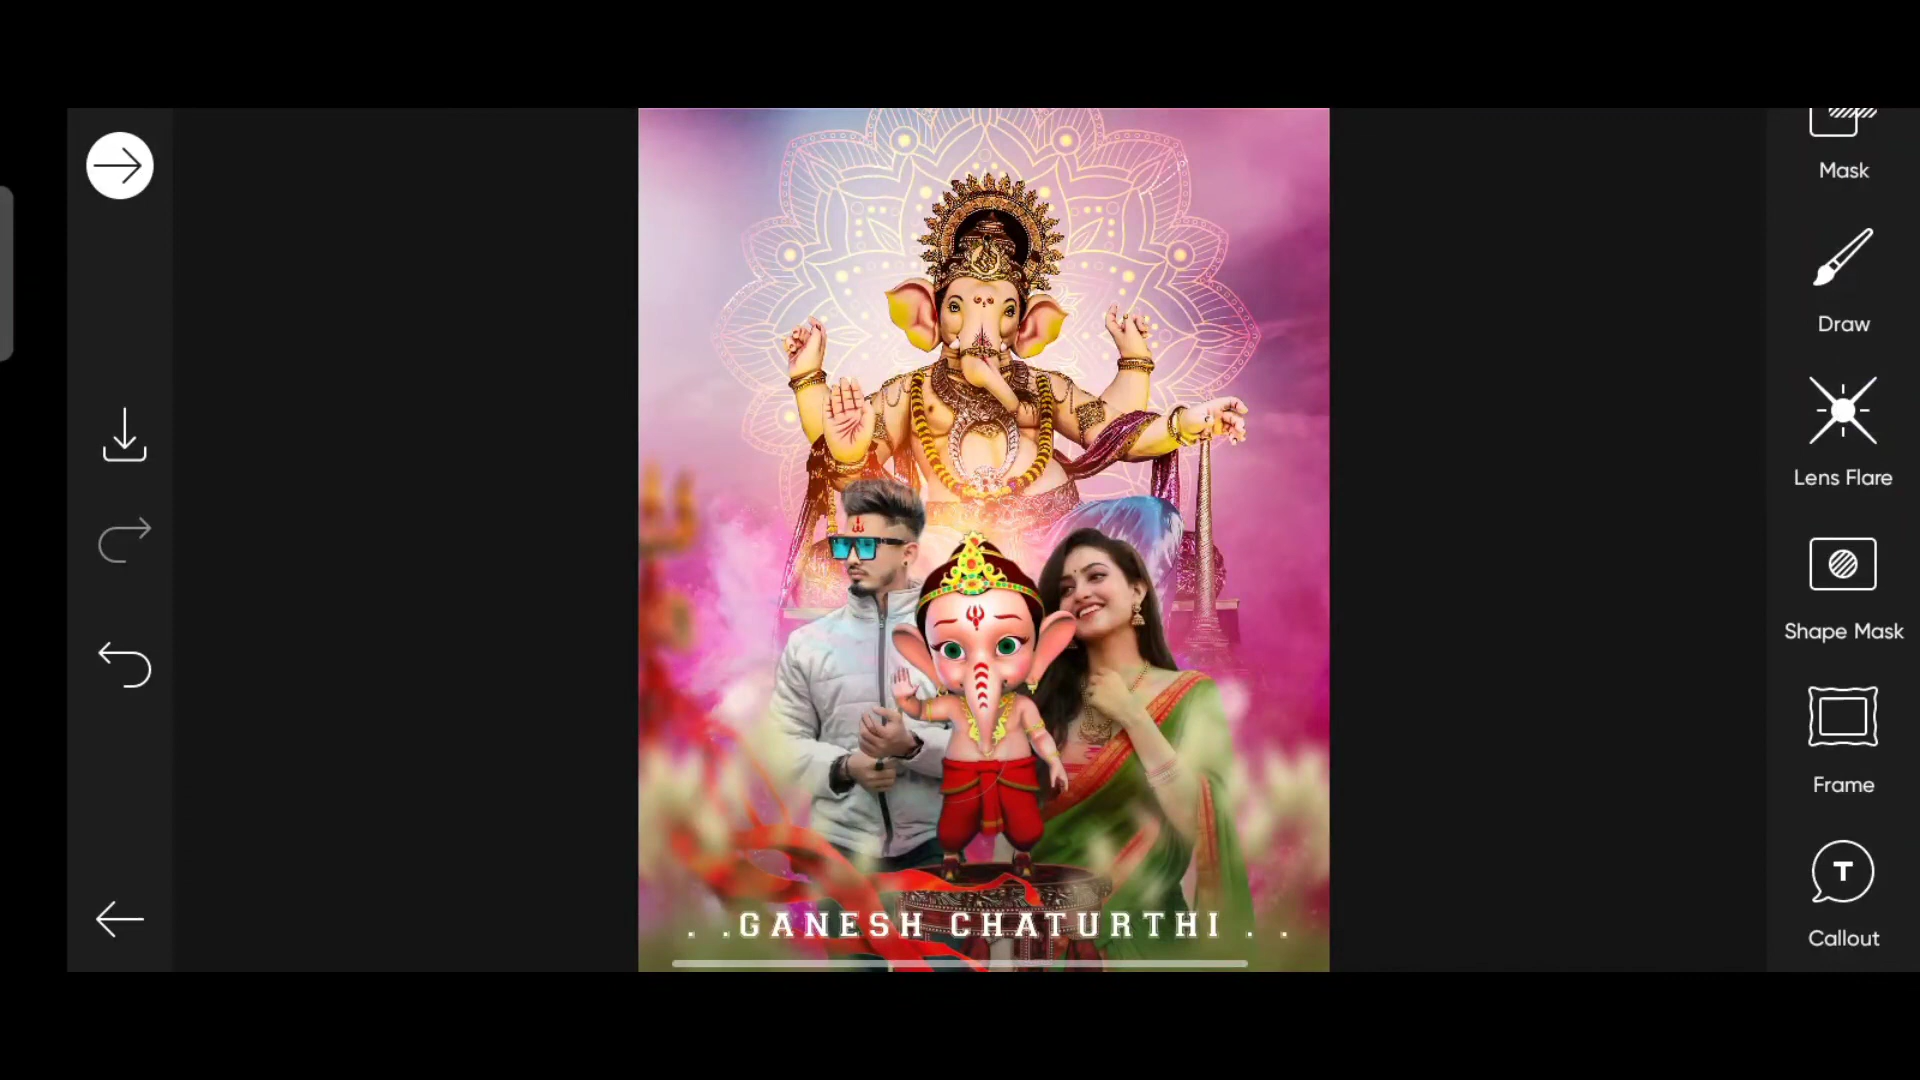 Mask
Draw
Lens Flare
Shape Mask
Frame
T
Callout
. .GANESH CHATURTHI . .